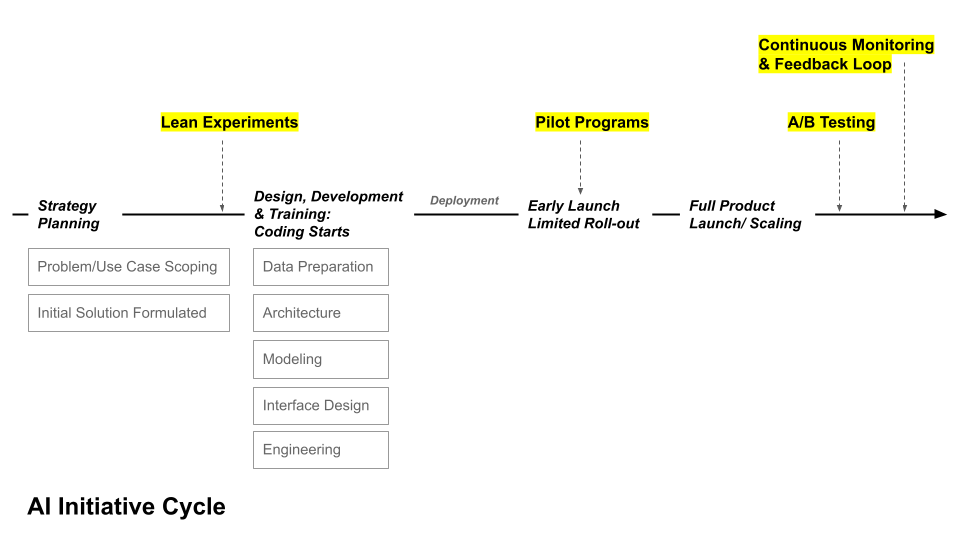 Continuous Monitoring
& Feedback Loop
Lean Experiments
Pilot Programs
A/B Testing
Strategy
Planning
Design, Development
& Training:
Coding Starts
Deployment
Early Launch
Limited Roll-out
Full Product
Launch/ Scaling
Problem/Use Case Scoping
Initial Solution Formulated
Data Preparation
Architecture
Modeling
Interface Design
Engineering
AI Initiative Cycle